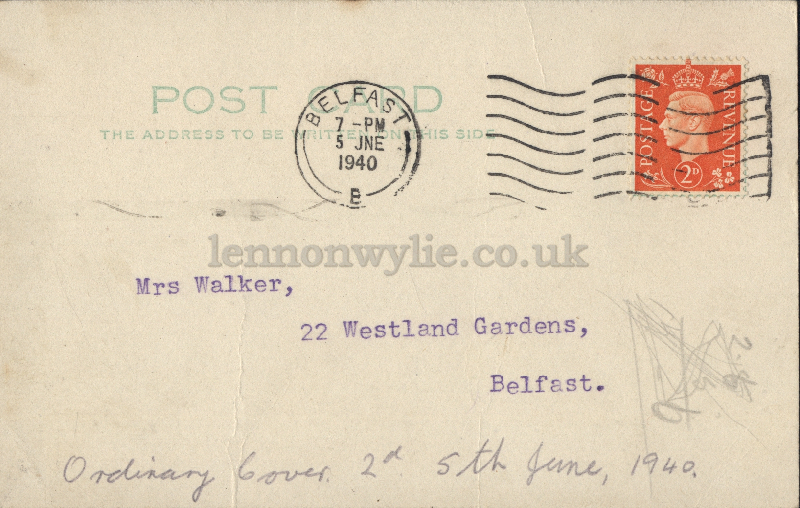 POST CARD
THE ADDRESS TO BE WRITTEN ON THIS SIDE
BELFAST
7 -PM
5 JNE
1940
B
POSTAGE REVENUE
2D
lennonwylie.co.uk
Mrs Walker,
22 Westland Gardens,
Belfast.
Ordinary Cover. 2d 5th June, 1940.